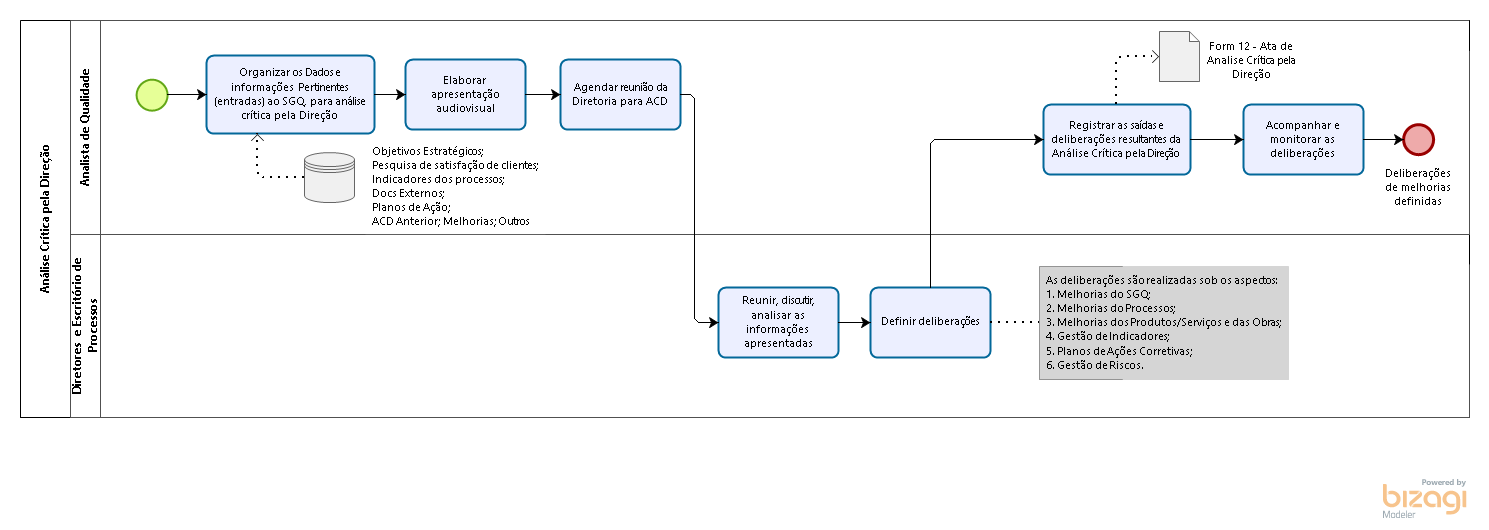 Análise Crítica pela Direção
Analista de Qualidade
Organizar os Dados e
informações Pertinentes
(entradas) ao SGQ, para análise
crítica pela Direção
Elaborar
apresentação
audiovisual
Agendar reunião da
Diretoria para ACD
Objetivos Estratégicos;
Pesquisa de satisfação de clientes;
Indicadores dos processos;
Docs Externos;
Planos de Ação;
ACD Anterior; Melhorias; Outros
Form 12 - Ata de
Analise Crítica pela
Direção
Registrar as saídas e
deliberações resultantes da
Análise Crítica pela Direção
Acompanhar e
monitorar as
deliberações
Deliberações
de melhorias
definidas
Diretores e Escritório de
Processos
Reunir, discutir,
analisar as
informações
apresentadas
Definir deliberações
As deliberações são realizadas sob os aspectos:
1. Melhorias do SGQ;
2. Melhorias do Processos;
3. Melhorias dos Produtos/Serviços e das Obras;
4. Gestão de Indicadores;
5. Planos de Ações Corretivas;
6. Gestão de Riscos.
Powered by
bizagi
Modeler